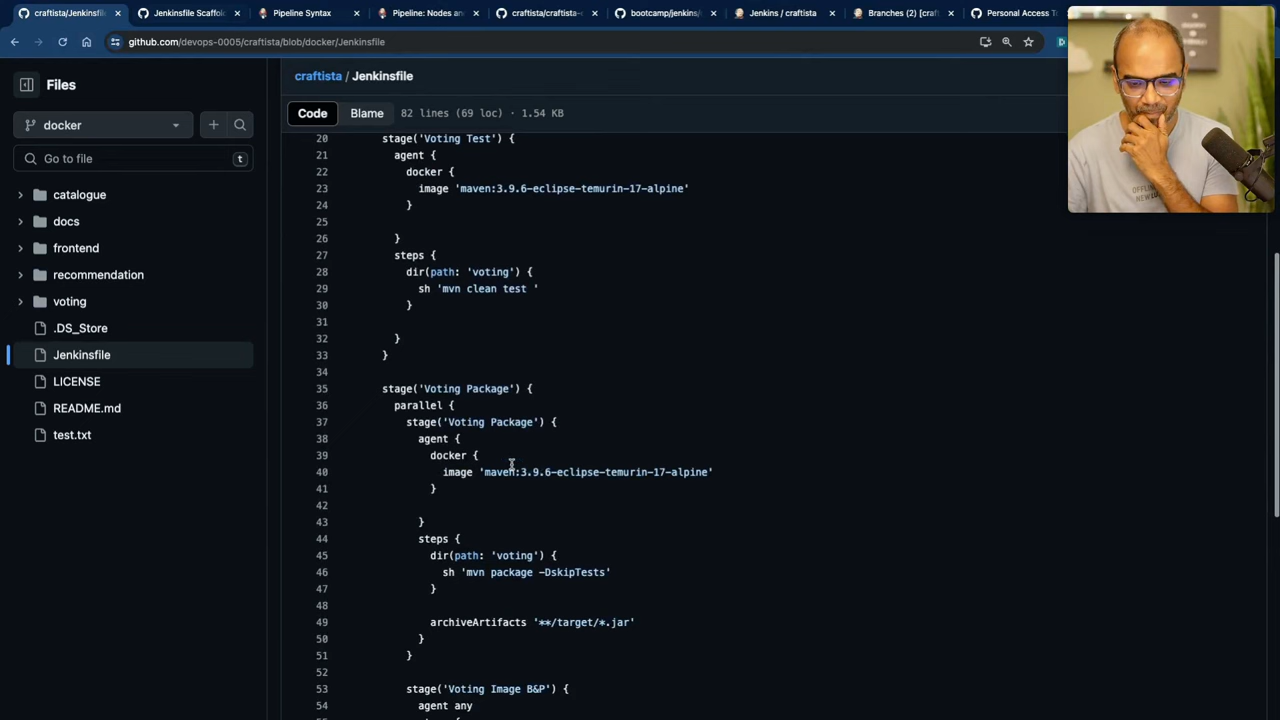 craftista/Jenkinsfil
Jenkinsfile Scaffol
Pipeline Syntax
Pipeline: Nodes an
craftista/craftista-
bootcamp/jenkins/
Jenkins / craftista
Branches (2) [craft
Personal Access T
github.com/devops-0005/craftista/blob/docker/Jenkinsfile
Files
docker
Go to file
t
catalogue
docs
frontend
recommendation
voting
.DS_Store
Jenkinsfile
LICENSE
README.md
test.txt
craftista / Jenkinsfile
Code
Blame
82 lines (69 loc) · 1.54 KB
20 stage('Voting Test') {
21 agent {
22 docker {
23 image 'maven:3.9.6-eclipse-temurin-17-alpine'
24 }
25
26 }
27 steps {
28 dir(path: 'voting') {
29 sh 'mvn clean test '
30 }
31
32 }
33 }
34
35 stage('Voting Package') {
36 parallel {
37 stage('Voting Package') {
38 agent {
39 docker {
40 image 'maven:3.9.6-eclipse-temurin-17-alpine'
41 }
42
43 }
44 steps {
45 dir(path: 'voting') {
46 sh 'mvn package -DskipTests'
47 }
48
49 archiveArtifacts '**/target/*.jar'
50 }
51 }
52
53 stage('Voting Image B&P') {
54 agent any